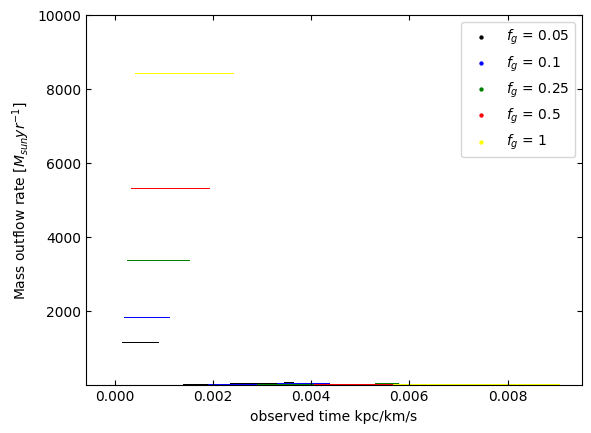 10000
8000
6000
4000
2000
Mass outflow rate [M_sun yr^−1]
f_g = 0.05
f_g = 0.1
f_g = 0.25
f_g = 0.5
f_g = 1
0.000 0.002 0.004 0.006 0.008
observed time kpc/km/s